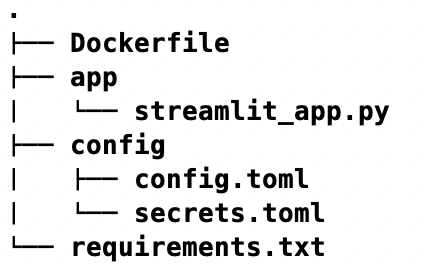 .
├── Dockerfile
├── app
│   └── streamlit_app.py
├── config
│   ├── config.toml
│   └── secrets.toml
└── requirements.txt